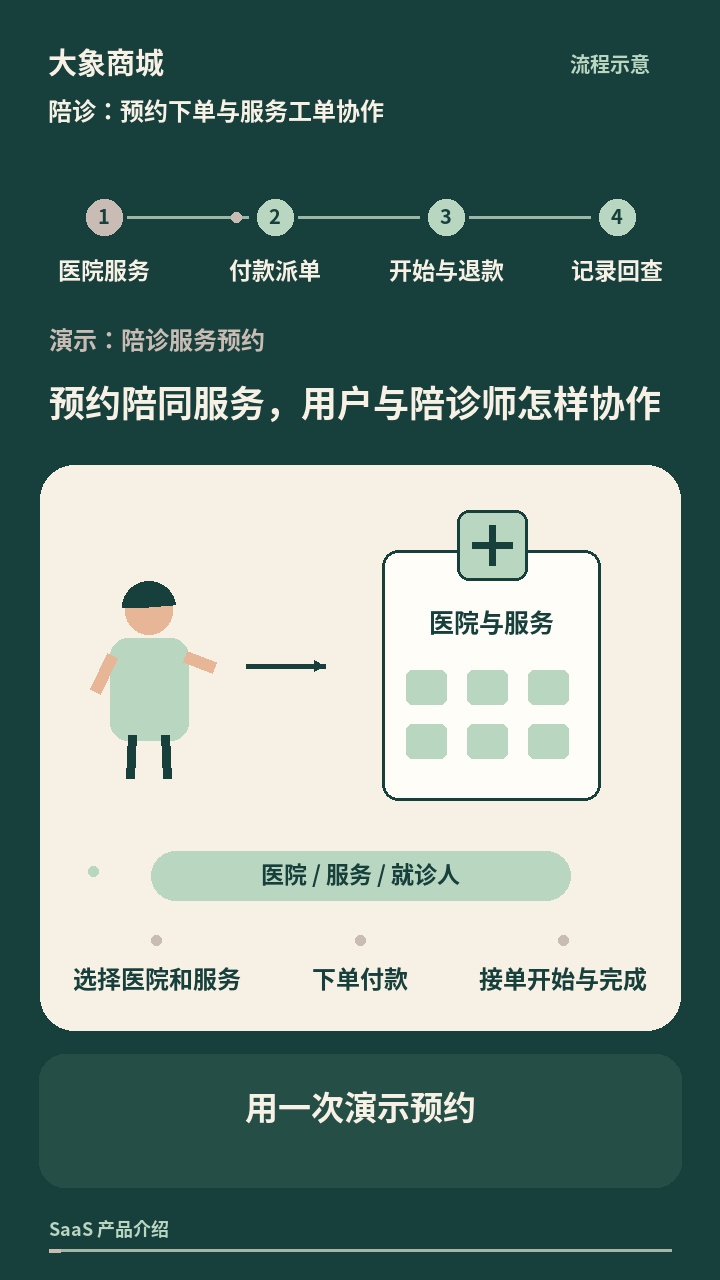 大象商城
流程示意
陪诊：预约下单与服务工单协作
1
2
3
4
医院服务
付款派单
开始与退款
记录回查
演示：陪诊服务预约
预约陪同服务，用户与陪诊师怎样协作
医院与服务
医院 / 服务 / 就诊人
选择医院和服务
下单付款
接单开始与完成
用一次演示预约
SaaS 产品介绍